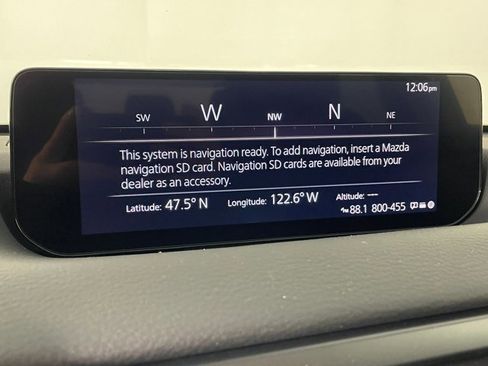 12:06pm
SW W NW N NE
This system is navigation ready. To add navigation, insert a Mazda
navigation SD card. Navigation SD cards are available from your
dealer as an accessory.
Latitude: 47.5° N Longitude: 122.6° W Altitude: ---
88.1 800-455